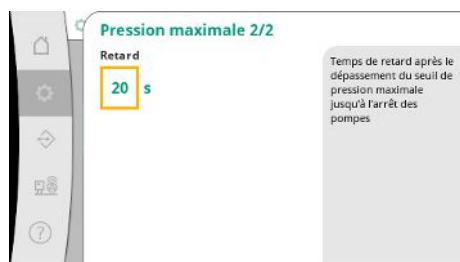 Pression maximale 2/2
Retard
20 s
Temps de retard après le
dépassement du seuil de
pression maximale
jusqu'à l'arrêt des
pompes
?